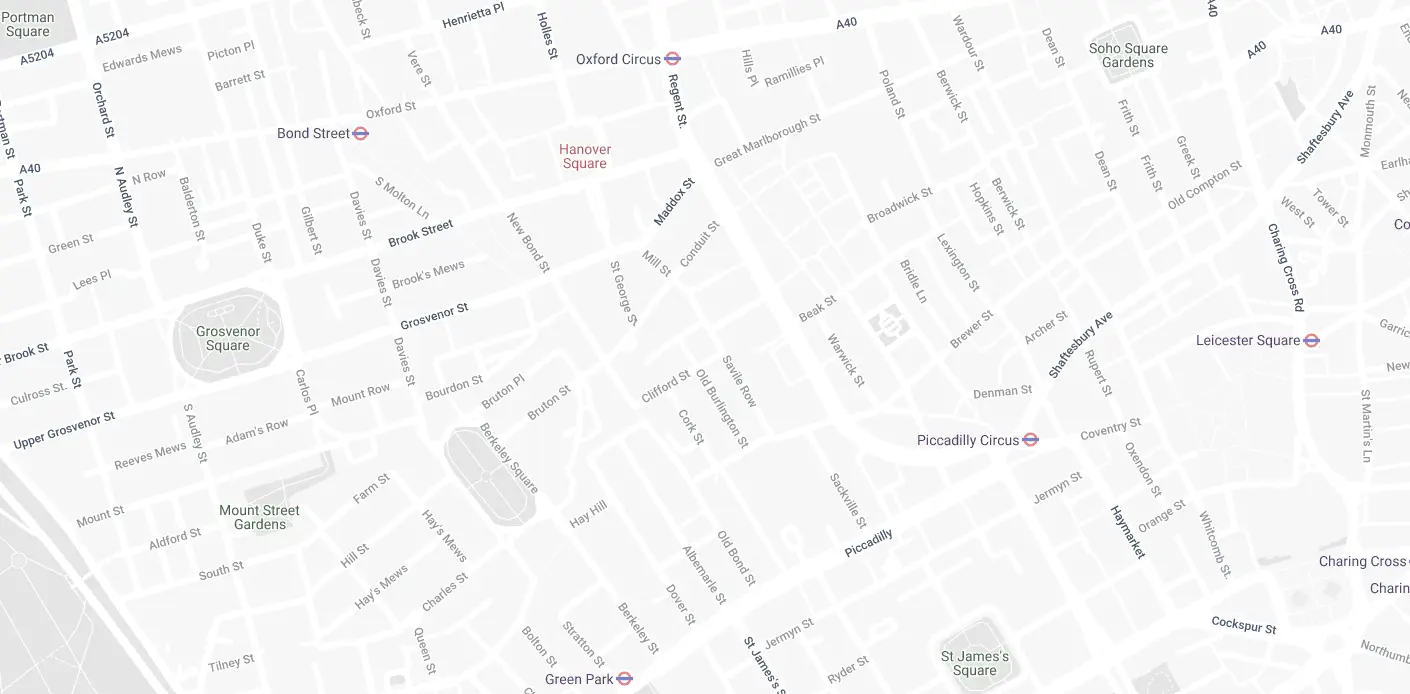 Portman
Square
A5204
A5204
Edwards Mews
Picton Pl
Barrett St
Henrietta Pl
Vere St
Holles St
Oxford Circus
Regent St.
Hills Pl
Ramillies Pl
A40
Wardour St
Dean St
Soho Square
Gardens
A40
A40
A40
Orchard St
Oxford St
Bond Street
Hanover
Square
Great Marlborough St
Poland St
Berwick St
Frith St
Greek St
Shaftesbury Ave
Monmouth St
A40
Park St
N Row
N Audley St
Balderton St
Duke St
Gilbert St
Davies St
S Molton Ln
Brook Street
Maddox St
Conduit St
Mill St
New Bond St
Broadwick St
Hopkins St
Berwick St
Dean St
Frith St
Old Compton St
West St
Tower St
Green St
Lees Pl
Davies St
Brook's Mews
Grosvenor St
St George St
Lexington St
Bridle Ln
Charing Cross Rd
Grosvenor
Square
Beak St
Brewer St
Archer St
Shaftesbury Ave
Leicester Square
Brook St
Park St
Culross St.
Upper Grosvenor St
Carlos Pl
Mount Row
Davies St
Bourdon St
Bruton Pl
Bruton St
Clifford St
Savile Row
Old Burlington St
Cork St
Warwick St
Denman St
Rupert St
St Martin's Ln
S Audley St
Adam's Row
Reeves Mews
Berkeley Square
Piccadilly Circus
Coventry St
Oxendon St
Mount St
Mount Street
Gardens
Farm St
Hay's Mews
Hay Hill
Sackville St
Piccadilly
Jermyn St
Haymarket
Orange St
Whitcomb St.
Aldford St
South St
Hill St
Hay's Mews
Charles St
Albemarle St
Old Bond St
Dover St
Berkeley St
Charing Cross
Tilney St
Queen St
Bolton St
Stratton St
Green Park
St James's S
Jermyn St
Ryder St
St James's
Square
Cockspur St